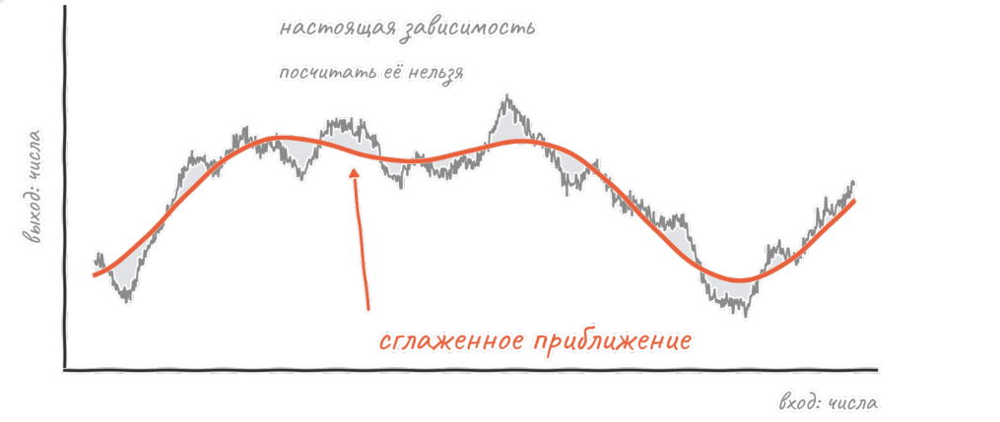 настоящая зависимость
посчитать её нельзя
выход: числа
сглаженное приближение
вход: числа